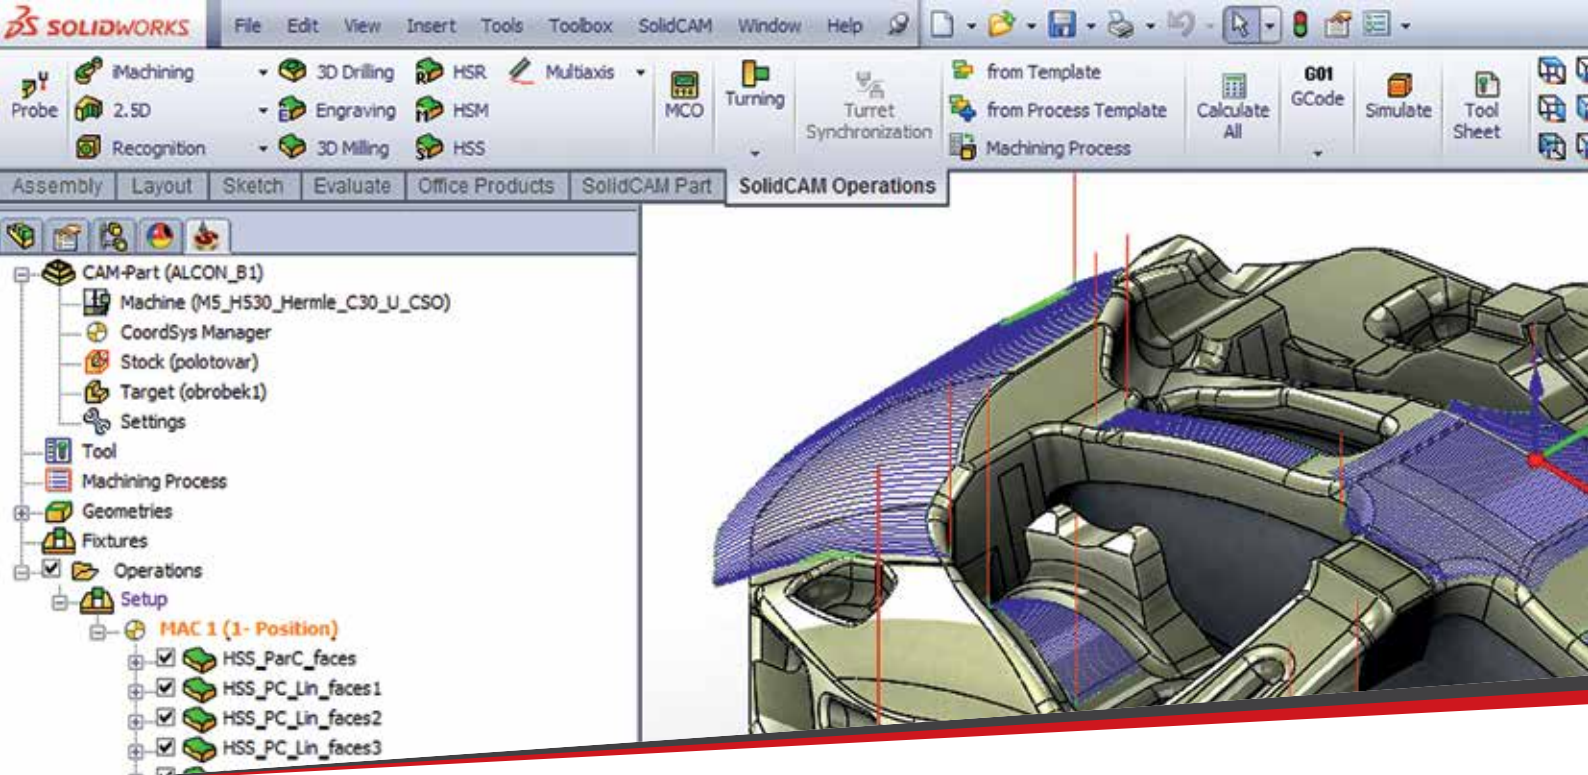 3S SOLIDWORKS File Edit View Insert Tools Toolbox SolidCAM Window Help
iMachining 3D Drilling HSR Multiaxis from Template
Probe 2.5D Engraving HSM MCO Turning Turret Synchronization from Process Template Calculate All G01 GCode Simulate Tool Sheet
Recognition 3D Milling HSS Machining Process
Assembly Layout Sketch Evaluate Office Products SolidCAM Part SolidCAM Operations
CAM-Part (ALCON_B1)
Machine (M5_H530_Hermle_C30_U_CSO)
CoordSys Manager
Stock (polotovar)
Target (obrobek1)
Settings
Tool
Machining Process
Geometries
Fixtures
Operations
Setup
MAC 1 (1- Position)
HSS_ParC_faces
HSS_PC_Lin_faces1
HSS_PC_Lin_faces2
HSS_PC_Lin_faces3